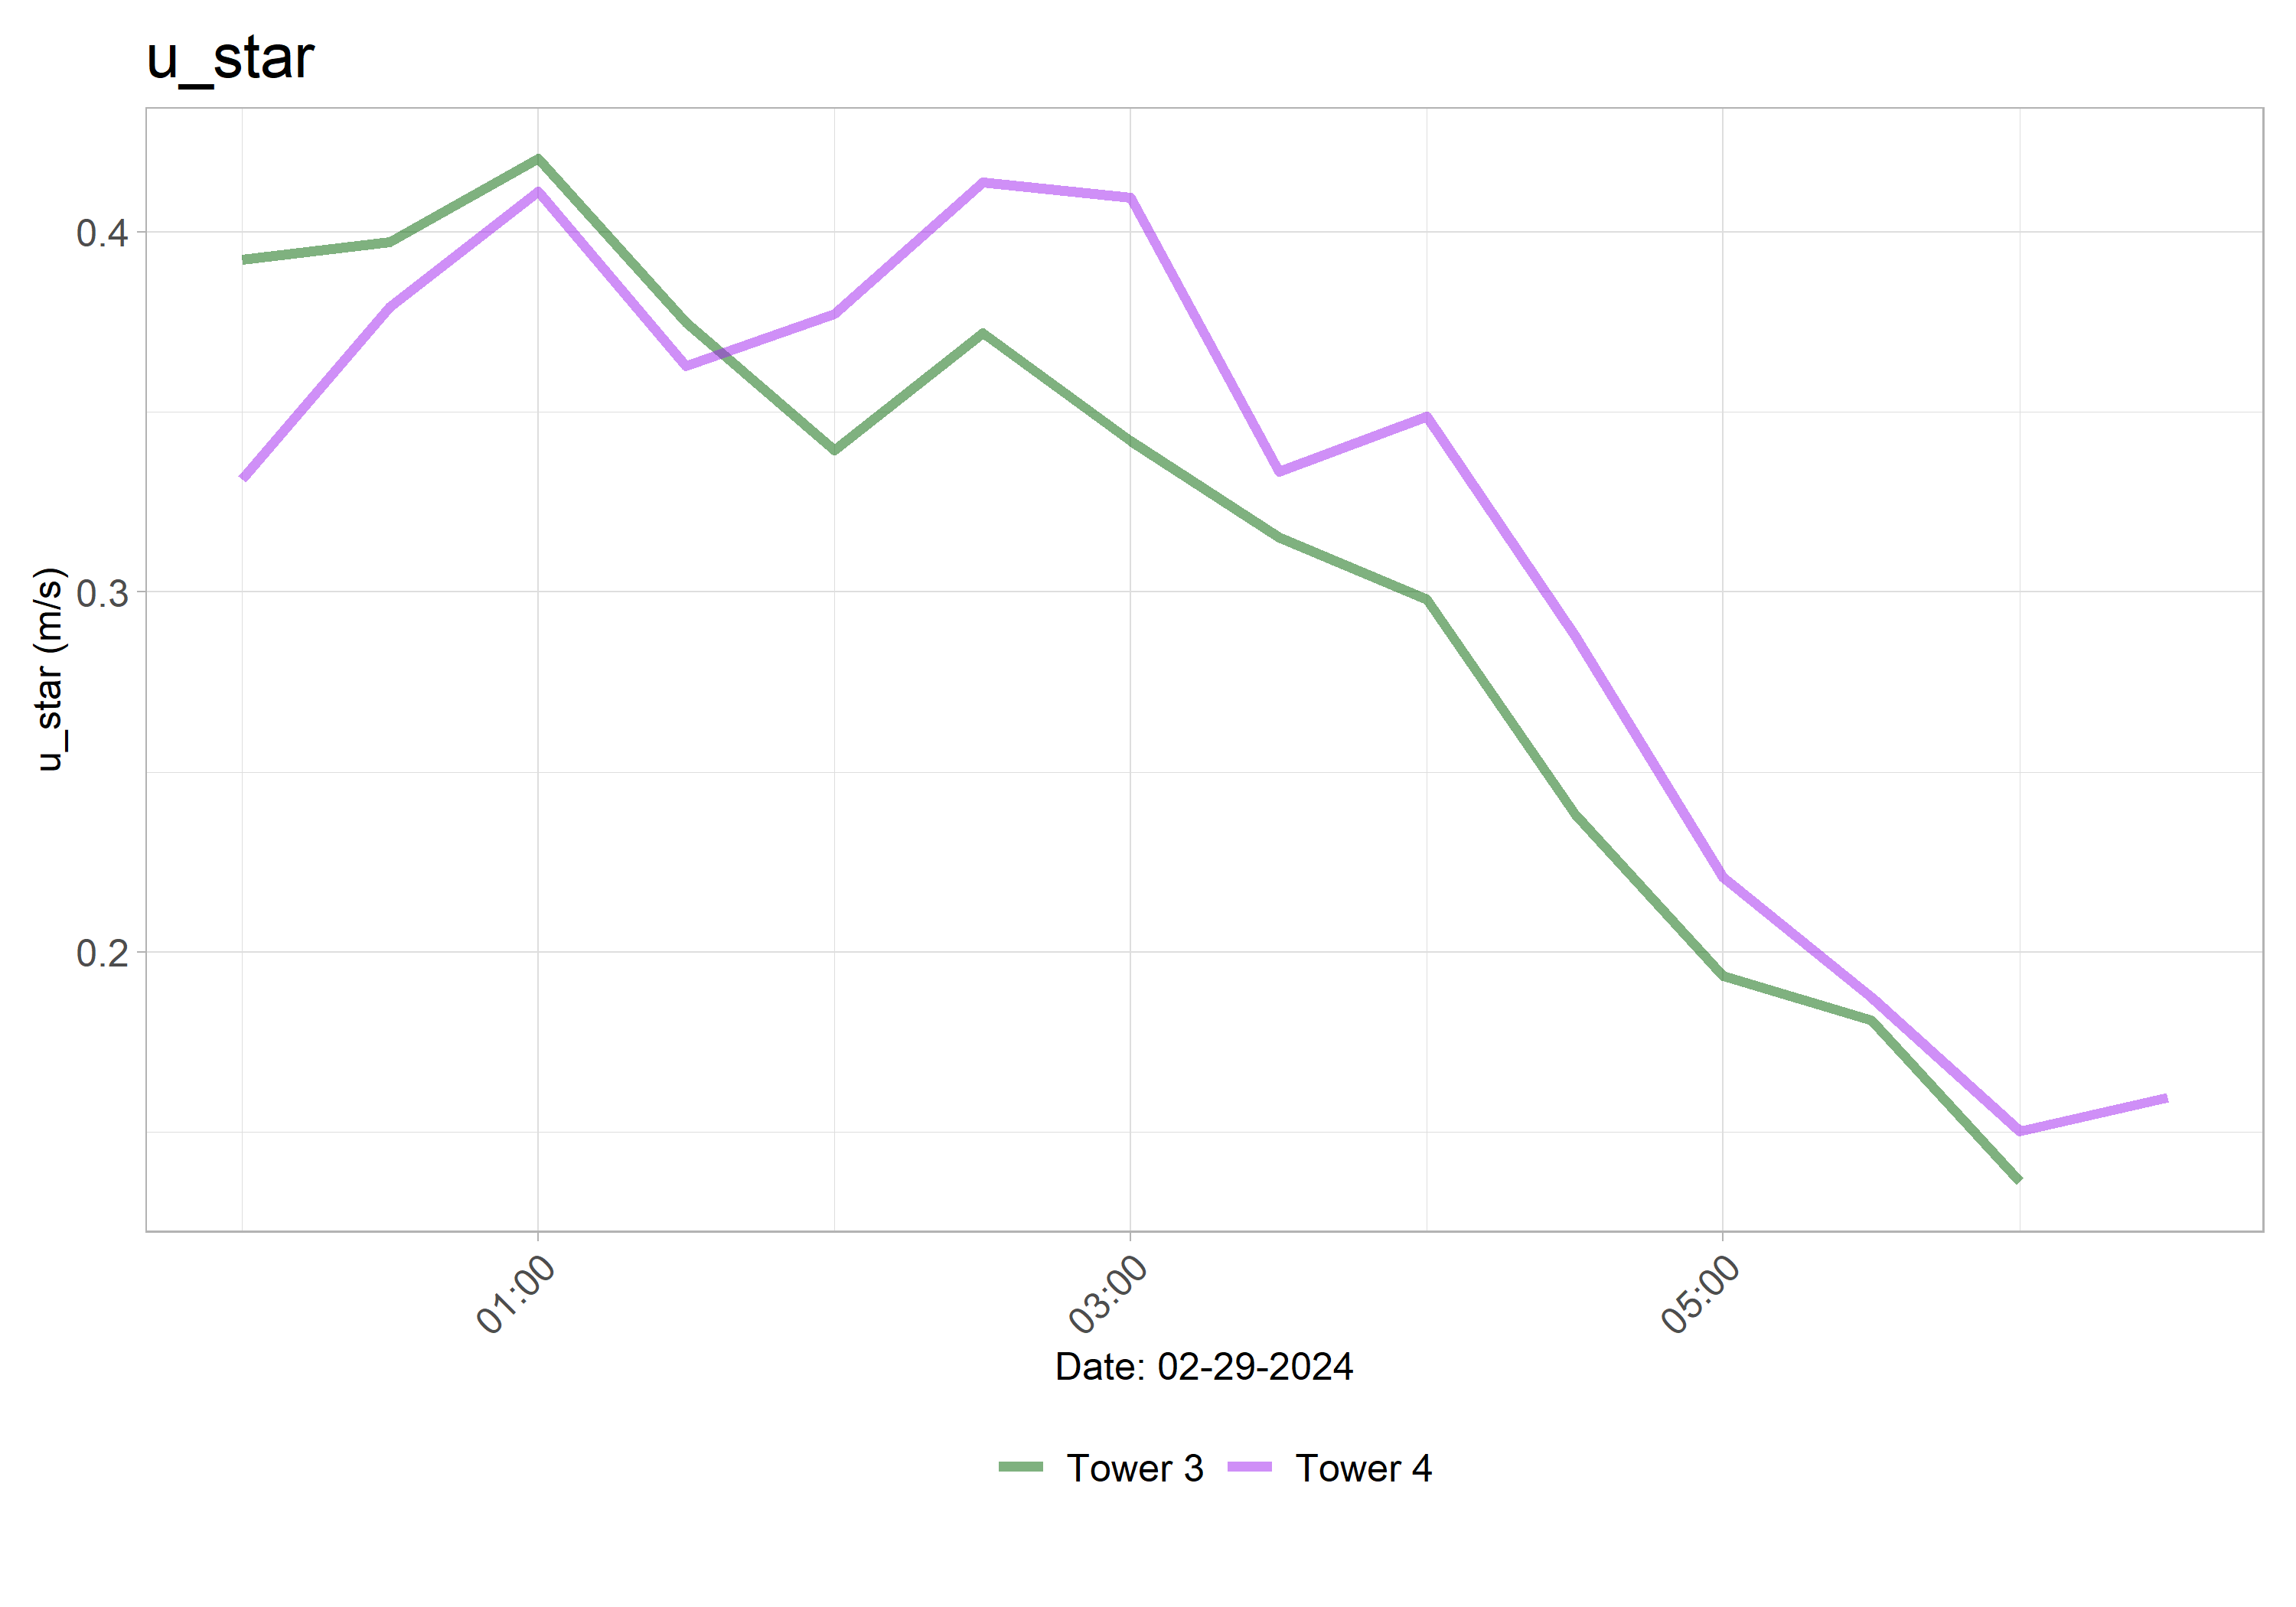 u_star
u_star (m/s)
0.4
0.3
0.2
01:00
03:00
05:00
Date: 02-29-2024
Tower 3
Tower 4